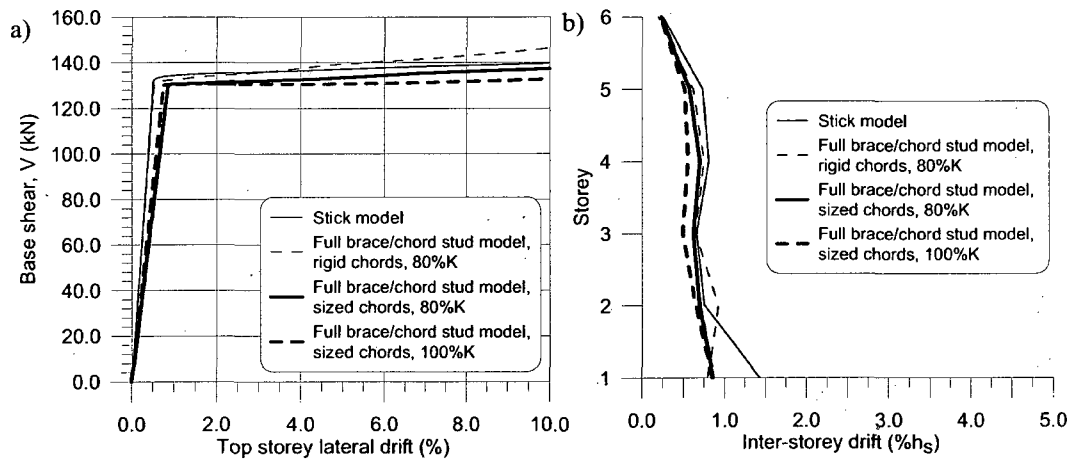 a)
160.0
140.0
120.0
100.0
80.0
60.0
40.0
20.0
0.0
Base shear, V (kN)
0.0 2.0 4.0 6.0 8.0 10.0
Top storey lateral drift (%)
Stick model
Full brace/chord stud model,
rigid chords, 80%K
Full brace/chord stud model,
sized chords, 80%K
Full brace/chord stud model,
sized chords, 100%K
b)
6
5
4
3
2
1
Storey
0.0 1.0 2.0 3.0 4.0 5.0
Inter-storey drift (%hS)
Stick model
Full brace/chord stud model,
rigid chords, 80%K
Full brace/chord stud model,
sized chords, 80%K
Full brace/chord stud model,
sized chords, 100%K